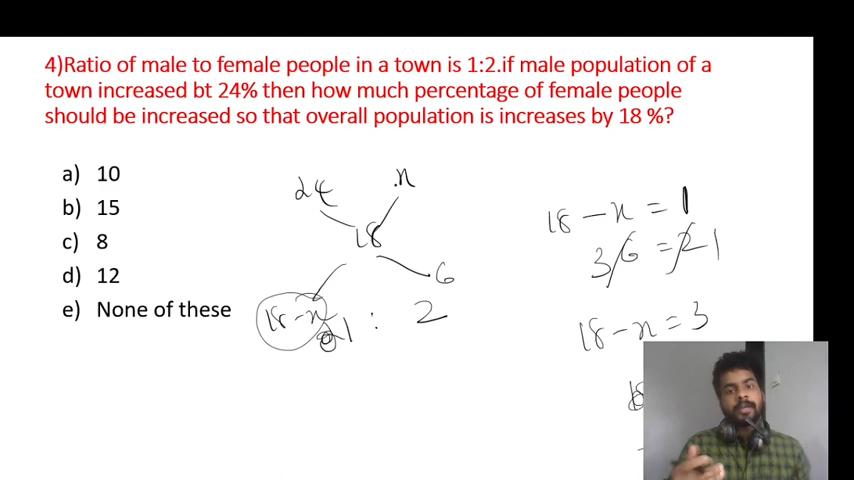 4)Ratio of male to female people in a town is 1:2.if male population of a
town increased bt 24% then how much percentage of female people
should be increased so that overall population is increases by 18 %?
a) 10
b) 15
c) 8
d) 12
e) None of these
24 x
18
18-x 6
1 : 2
18 - x = 1
3 6 = 2 1
18 - x = 3